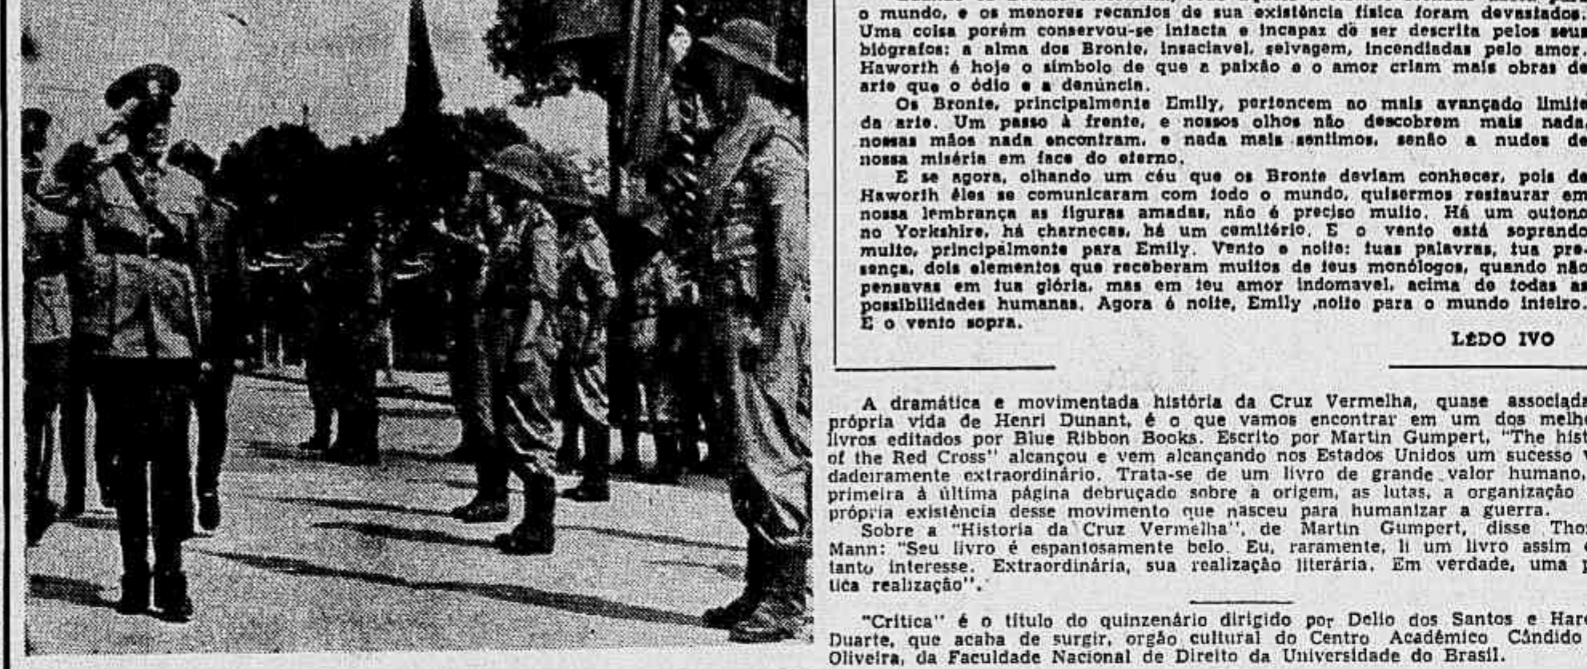 o mundo, e os menores recantos de sua existência física foram devastados.
Uma coisa porém conservou-se intacta e incapaz de ser descrita pelos seus
biógrafos: a alma dos Bronte, insaciavel, selvagem, incendiadas pelo amor.
Haworth é hoje o simbolo de que a paixão e o amor criam mais obras de
arte que o ódio e a denúncia.
Os Bronte, principalmente Emily, pertencem ao mais avançado limite
da arte. Um passo à frente, e nossos olhos não descobrem mais nada,
nossas mãos nada encontram, e nada mais sentimos, senão a nudes de
nossa miséria em face do eterno.
E se agora, olhando um céu que os Bronte deviam conhecer, pois de
Haworth êles se comunicaram com todo o mundo, quisermos restaurar em
nossa lembrança as figuras amadas, não é preciso muito. Há um outono
no Yorkshire, há charnecas, há um cemitério. E o vento está soprando
muito, principalmente para Emily. Vento e noite: tuas palavras, tua pre-
sença, dois elementos que receberam muitos de teus monólogos, quando não
pensavas em tua glória, mas em teu amor indomavel, acima de todas as
possibilidades humanas. Agora é noite, Emily ,noite para o mundo inteiro.
E o vento sopra.
LÊDO IVO
A dramática e movimentada história da Cruz Vermelha, quase associada
própria vida de Henri Dunant, é o que vamos encontrar em um dos melho
livros editados por Blue Ribbon Books. Escrito por Martin Gumpert, "The hist
of the Red Cross" alcançou e vem alcançando nos Estados Unidos um sucesso v
dadeiramente extraordinário. Trata-se de um livro de grande valor humano,
primeira à última página debruçado sobre a origem, as lutas, a organização
própria existência desse movimento que nasceu para humanizar a guerra.
Sobre a "Historia da Cruz Vermelha", de Martin Gumpert, disse Tho
Mann: "Seu livro é espantosamente belo. Eu, raramente, li um livro assim
tanto interesse. Extraordinária, sua realização literária. Em verdade, uma p
tica realização".
"Crítica" é o título do quinzenário dirigido por Delio dos Santos e Har
Duarte, que acaba de surgir, orgão cultural do Centro Acadêmico Cândido
Oliveira, da Faculdade Nacional de Direito da Universidade do Brasil.